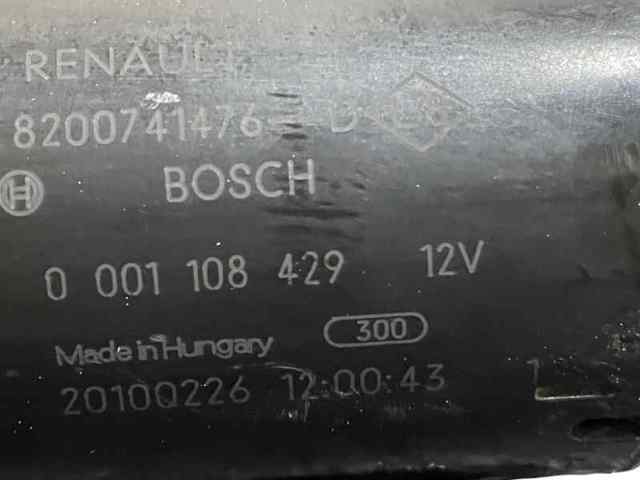 RENAULT
8200741476 D
H BOSCH
0 001 108 429 12V
300
Made in Hungary
20100226 12:00:43